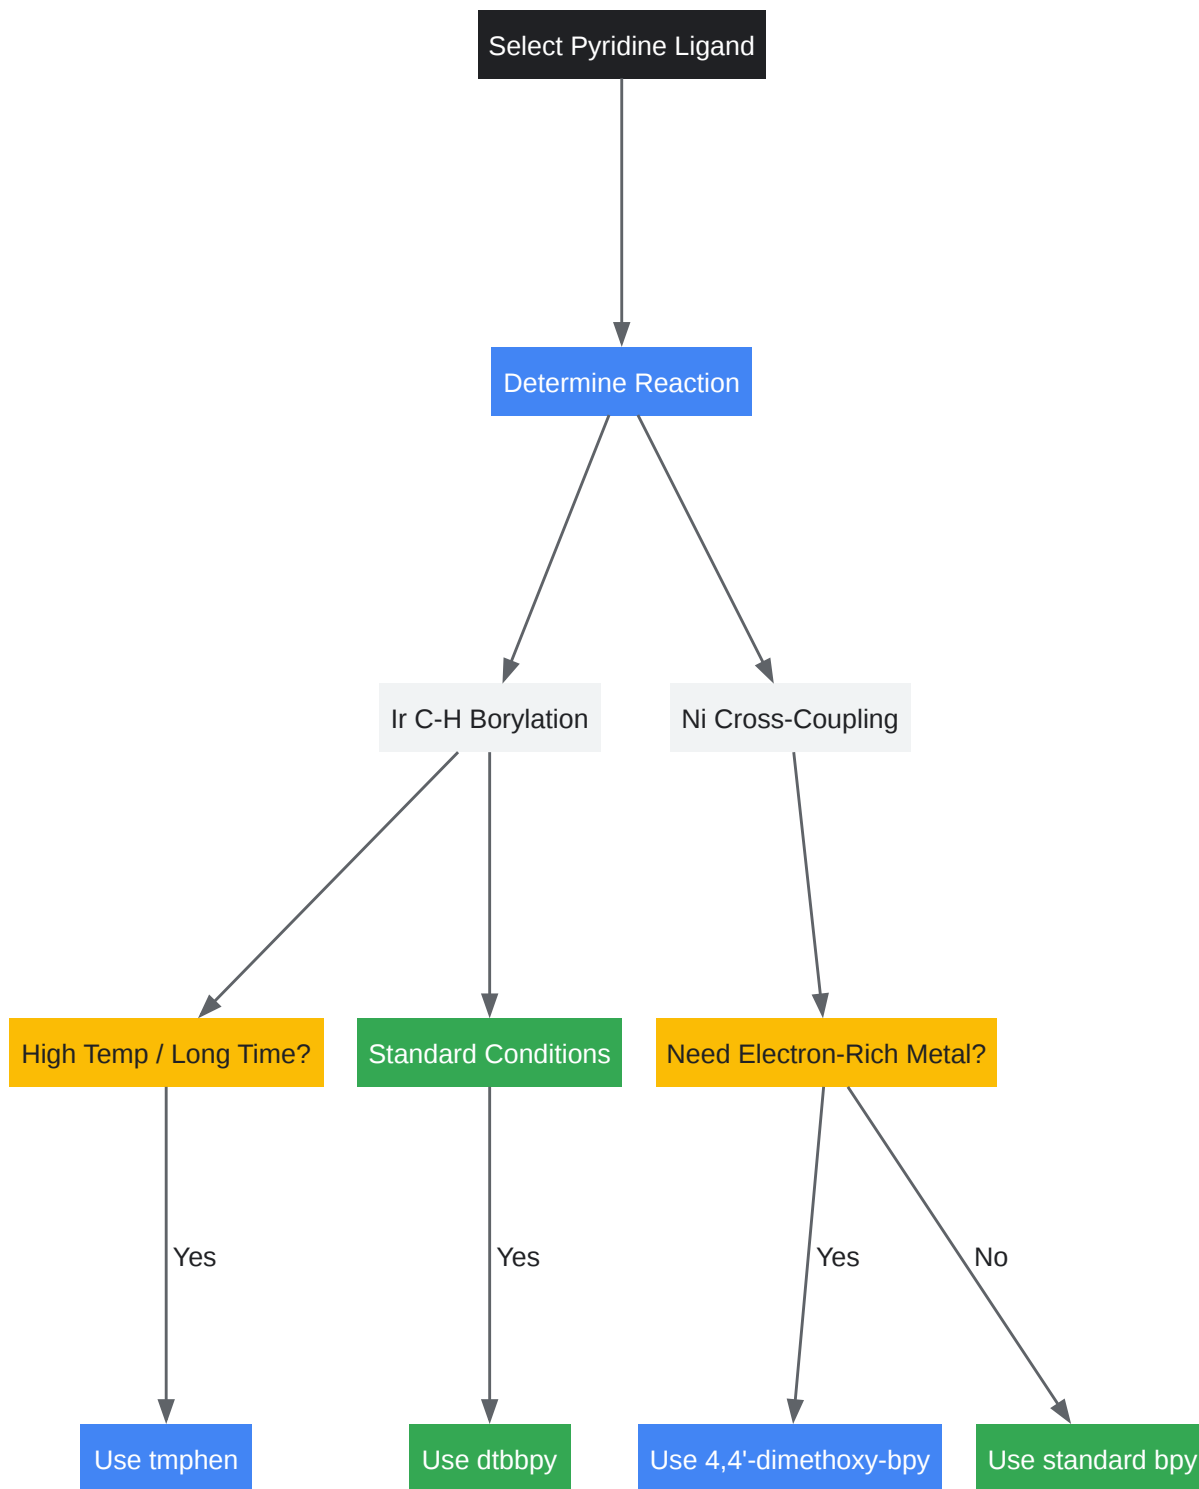 Select Pyridine Ligand
Determine Reaction
Ir C-H Borylation
Ni Cross-Coupling
High Temp / Long Time?
Standard Conditions
Need Electron-Rich Metal?
Yes
Yes
Yes
No
Use tmphen
Use dtbbpy
Use 4,4'-dimethoxy-bpy
Use standard bpy